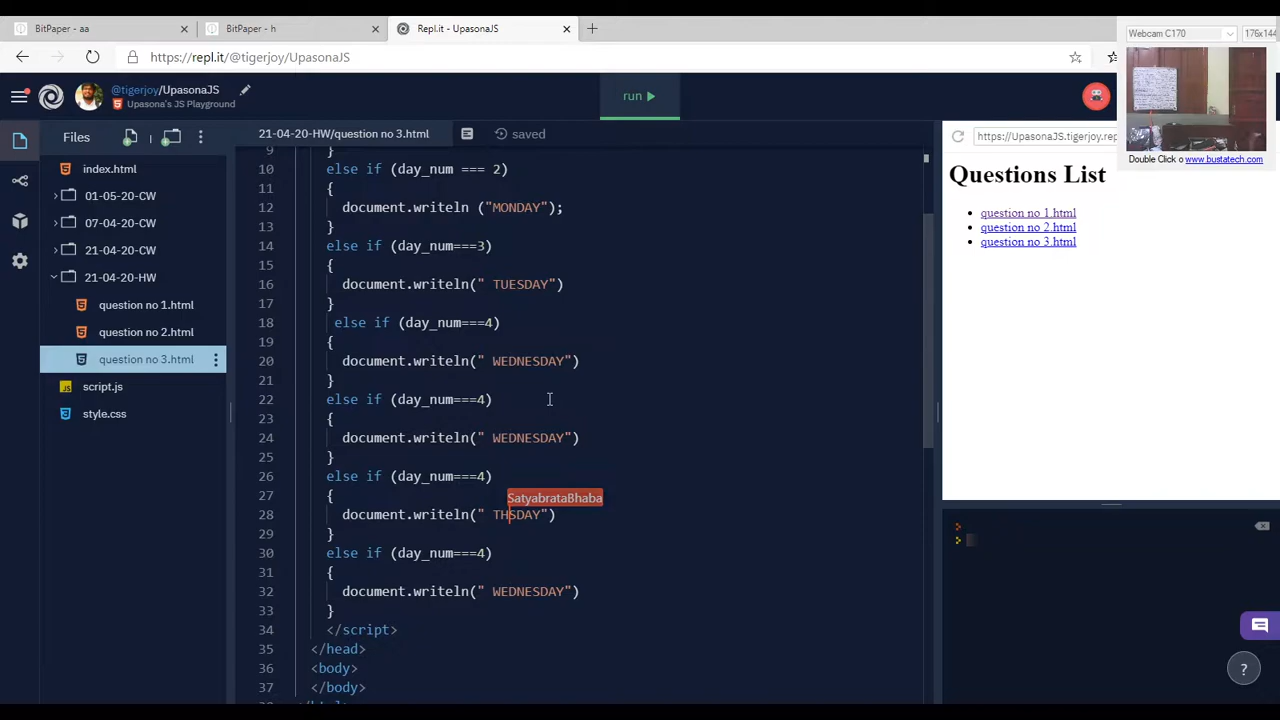 BitPaper - aa
BitPaper - h
Repl.it - UpasonaJS
https://repl.it/@tigerjoy/UpasonaJS
Webcam C170
176x144
Double Click o www.bustatech.com
@tigerjoy/UpasonaJS
Upasona's JS Playground
run
Files
21-04-20-HW/question no 3.html
saved
https://UpasonaJS.tigerjoy.rep
index.html
01-05-20-CW
07-04-20-CW
21-04-20-CW
21-04-20-HW
question no 1.html
question no 2.html
question no 3.html
script.js
style.css
9 }
10 else if (day_num === 2)
11 {
12 document.writeln ("MONDAY");
13 }
14 else if (day_num===3)
15 {
16 document.writeln(" TUESDAY")
17 }
18 else if (day_num===4)
19 {
20 document.writeln(" WEDNESDAY")
21 }
22 else if (day_num===4)
23 {
24 document.writeln(" WEDNESDAY")
25 }
26 else if (day_num===4)
27 {
SatyabrataBhaba
28 document.writeln(" THSDAY")
29 }
30 else if (day_num===4)
31 {
32 document.writeln(" WEDNESDAY")
33 }
34 </script>
35 </head>
36 <body>
37 </body>
Questions List
question no 1.html
question no 2.html
question no 3.html
?